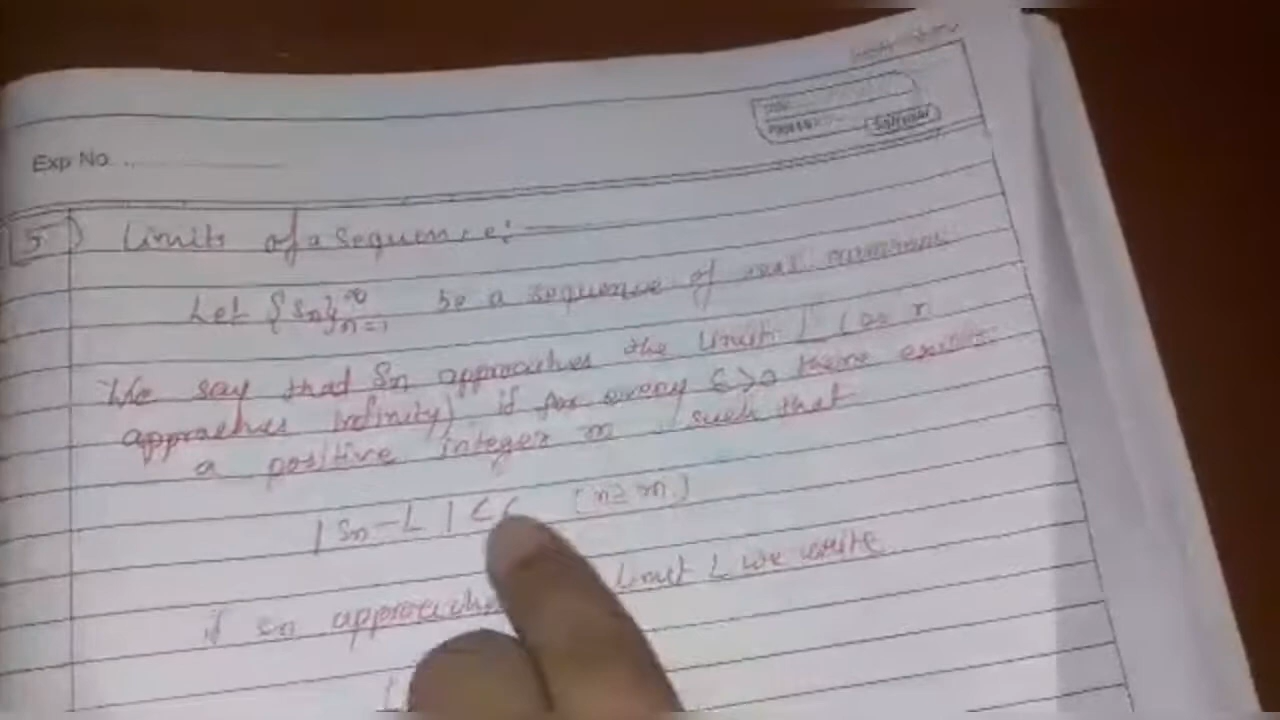 Exp No.
5) Limits of a sequence:
Let {Sn}∞n=1 be a sequence of real numbers
We say that Sn approaches the limit L (as n
approaches infinity) if for every ε>0 there exists
a positive integer m such that
|Sn-L|<ε (n≥m)
if sn approaches limit L we write